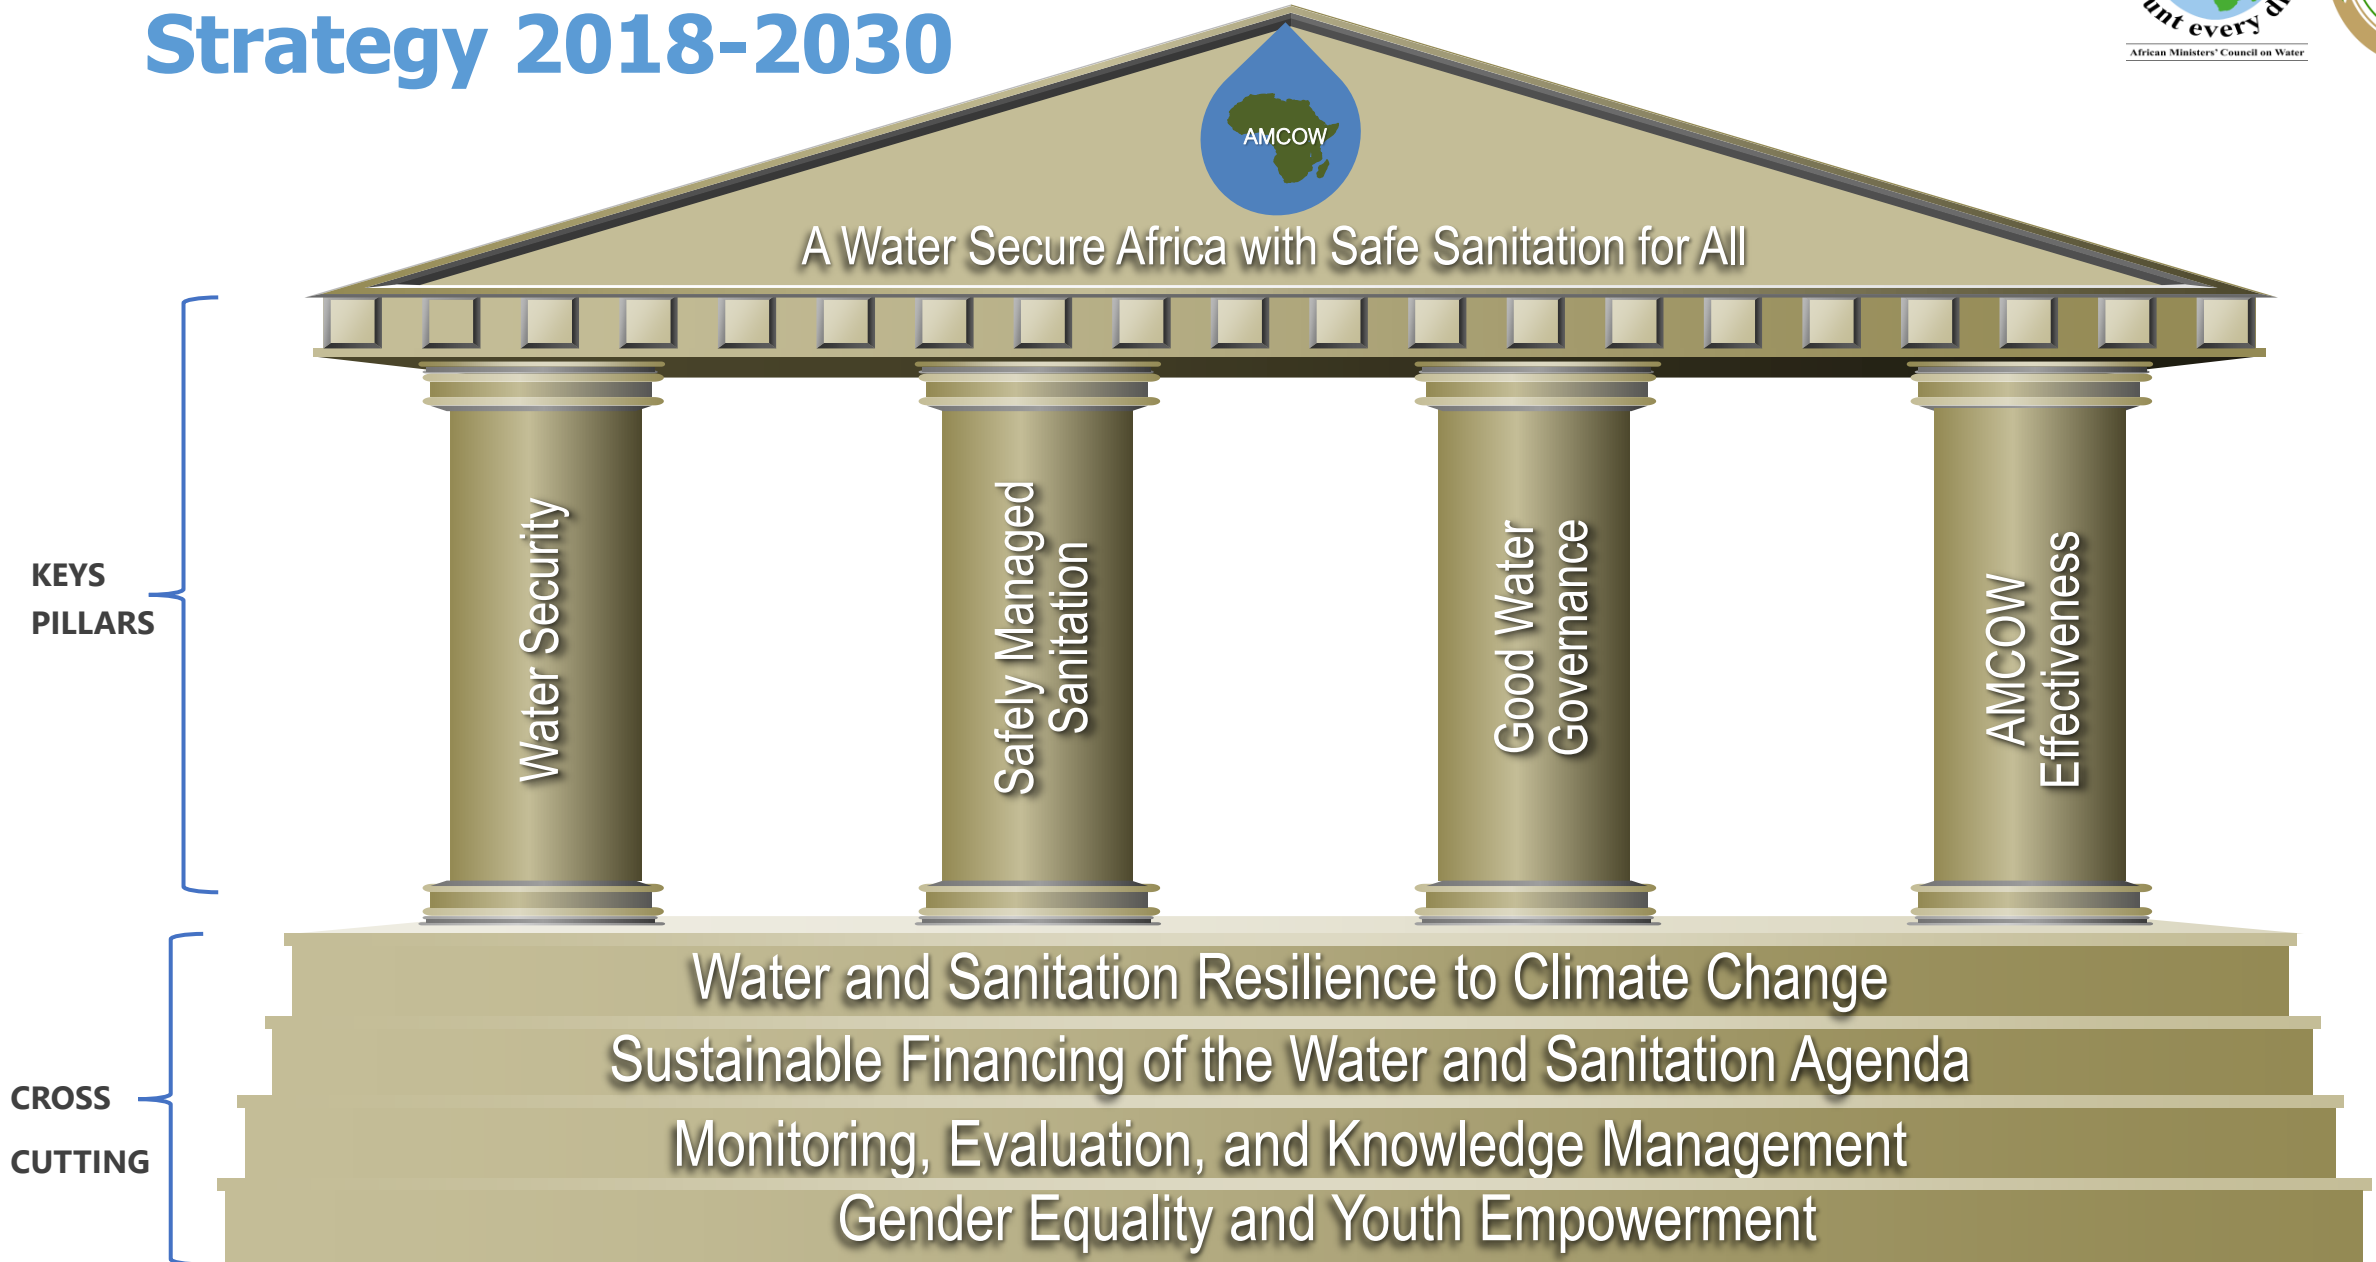 Strategy 2018-2030
every
African Ministers' Council on Water
AMCOW
A Water Secure Africa with Safe Sanitation for All
KEYS
PILLARS
Water Security
Safely Managed
Sanitation
Good Water
Governance
AMCOW
Effectiveness
CROSS
CUTTING
Water and Sanitation Resilience to Climate Change
Sustainable Financing of the Water and Sanitation Agenda
Monitoring, Evaluation, and Knowledge Management
Gender Equality and Youth Empowerment